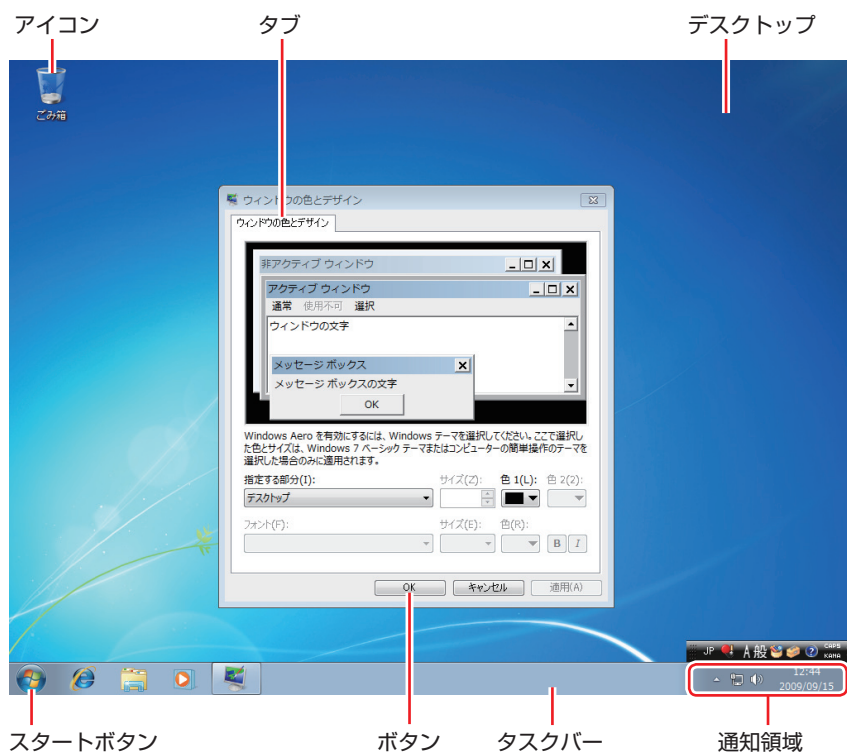 アイコン
タブ
デスクトップ
ごみ箱
ウィンドウの色とデザイン
ウィンドウの色とデザイン
非アクティブ ウィンドウ
アクティブ ウィンドウ
通常 使用不可 選択
ウィンドウの文字
メッセージ ボックス
メッセージ ボックスの文字
OK
Windows Aero を有効にするには、Windows テーマを選択してください。ここで選択し
た色とサイズは、Windows 7 ベーシック テーマまたはコンピューターの簡単操作のテーマを
選択した場合のみに適用されます。
指定する部分(I): サイズ(Z): 色 1(L): 色 2(2):
デスクトップ
フォント(F): サイズ(E): 色(R):
B I
OK キャンセル 適用(A)
JP A 般 CAPS
KANA
12:44
2009/09/15
スタートボタン
ボタン
タスクバー
通知領域